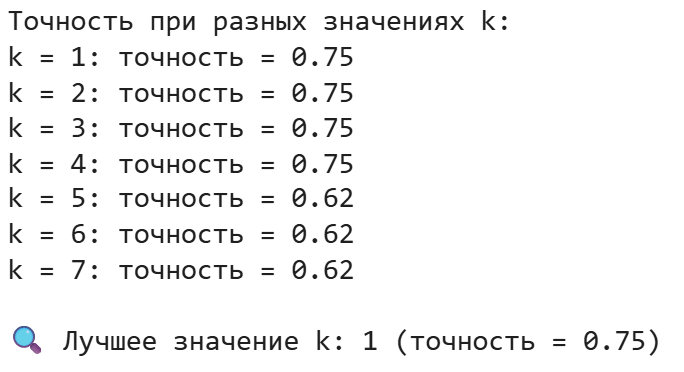 Точность при разных значениях k:
k = 1: точность = 0.75
k = 2: точность = 0.75
k = 3: точность = 0.75
k = 4: точность = 0.75
k = 5: точность = 0.62
k = 6: точность = 0.62
k = 7: точность = 0.62
🔍 Лучшее значение k: 1 (точность = 0.75)